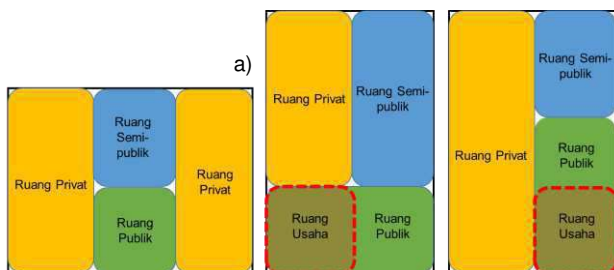 a)
Ruang Privat
Ruang
Semi-
publik
Ruang
Publik
Ruang
Privat
Ruang Privat
Ruang Semi-
publik
Ruang
Usaha
Ruang
Publik
Ruang Privat
Ruang Semi-
publik
Ruang
Publik
Ruang
Usaha